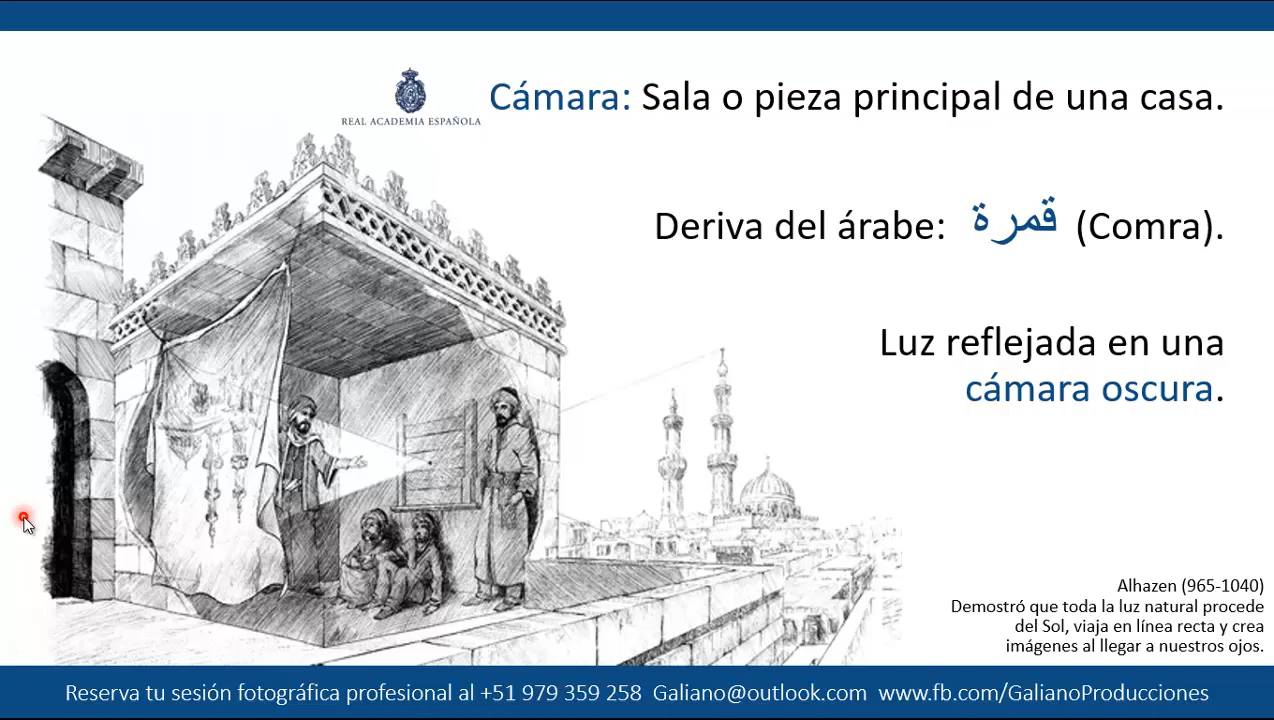 Cámara: Sala o pieza principal de una casa.
REAL ACADEMIA ESPAÑOLA
Deriva del árabe: قمرة (Comra).
Luz reflejada en una
cámara oscura.
Alhazen (965-1040)
Demostró que toda la luz natural procede
del Sol, viaja en línea recta y crea
imágenes al llegar a nuestros ojos.
Reserva tu sesión fotográfica profesional al +51 979 359 258 Galiano@outlook.com www.fb.com/GalianoProducciones